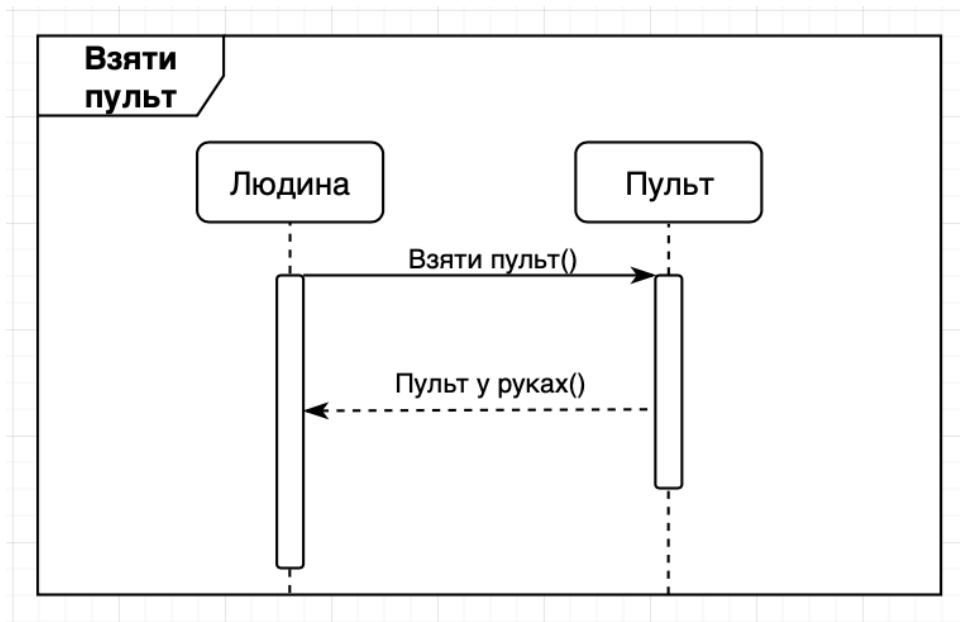 Взяти
пульт
Людина
Пульт
Взяти пульт()
Пульт у руках()